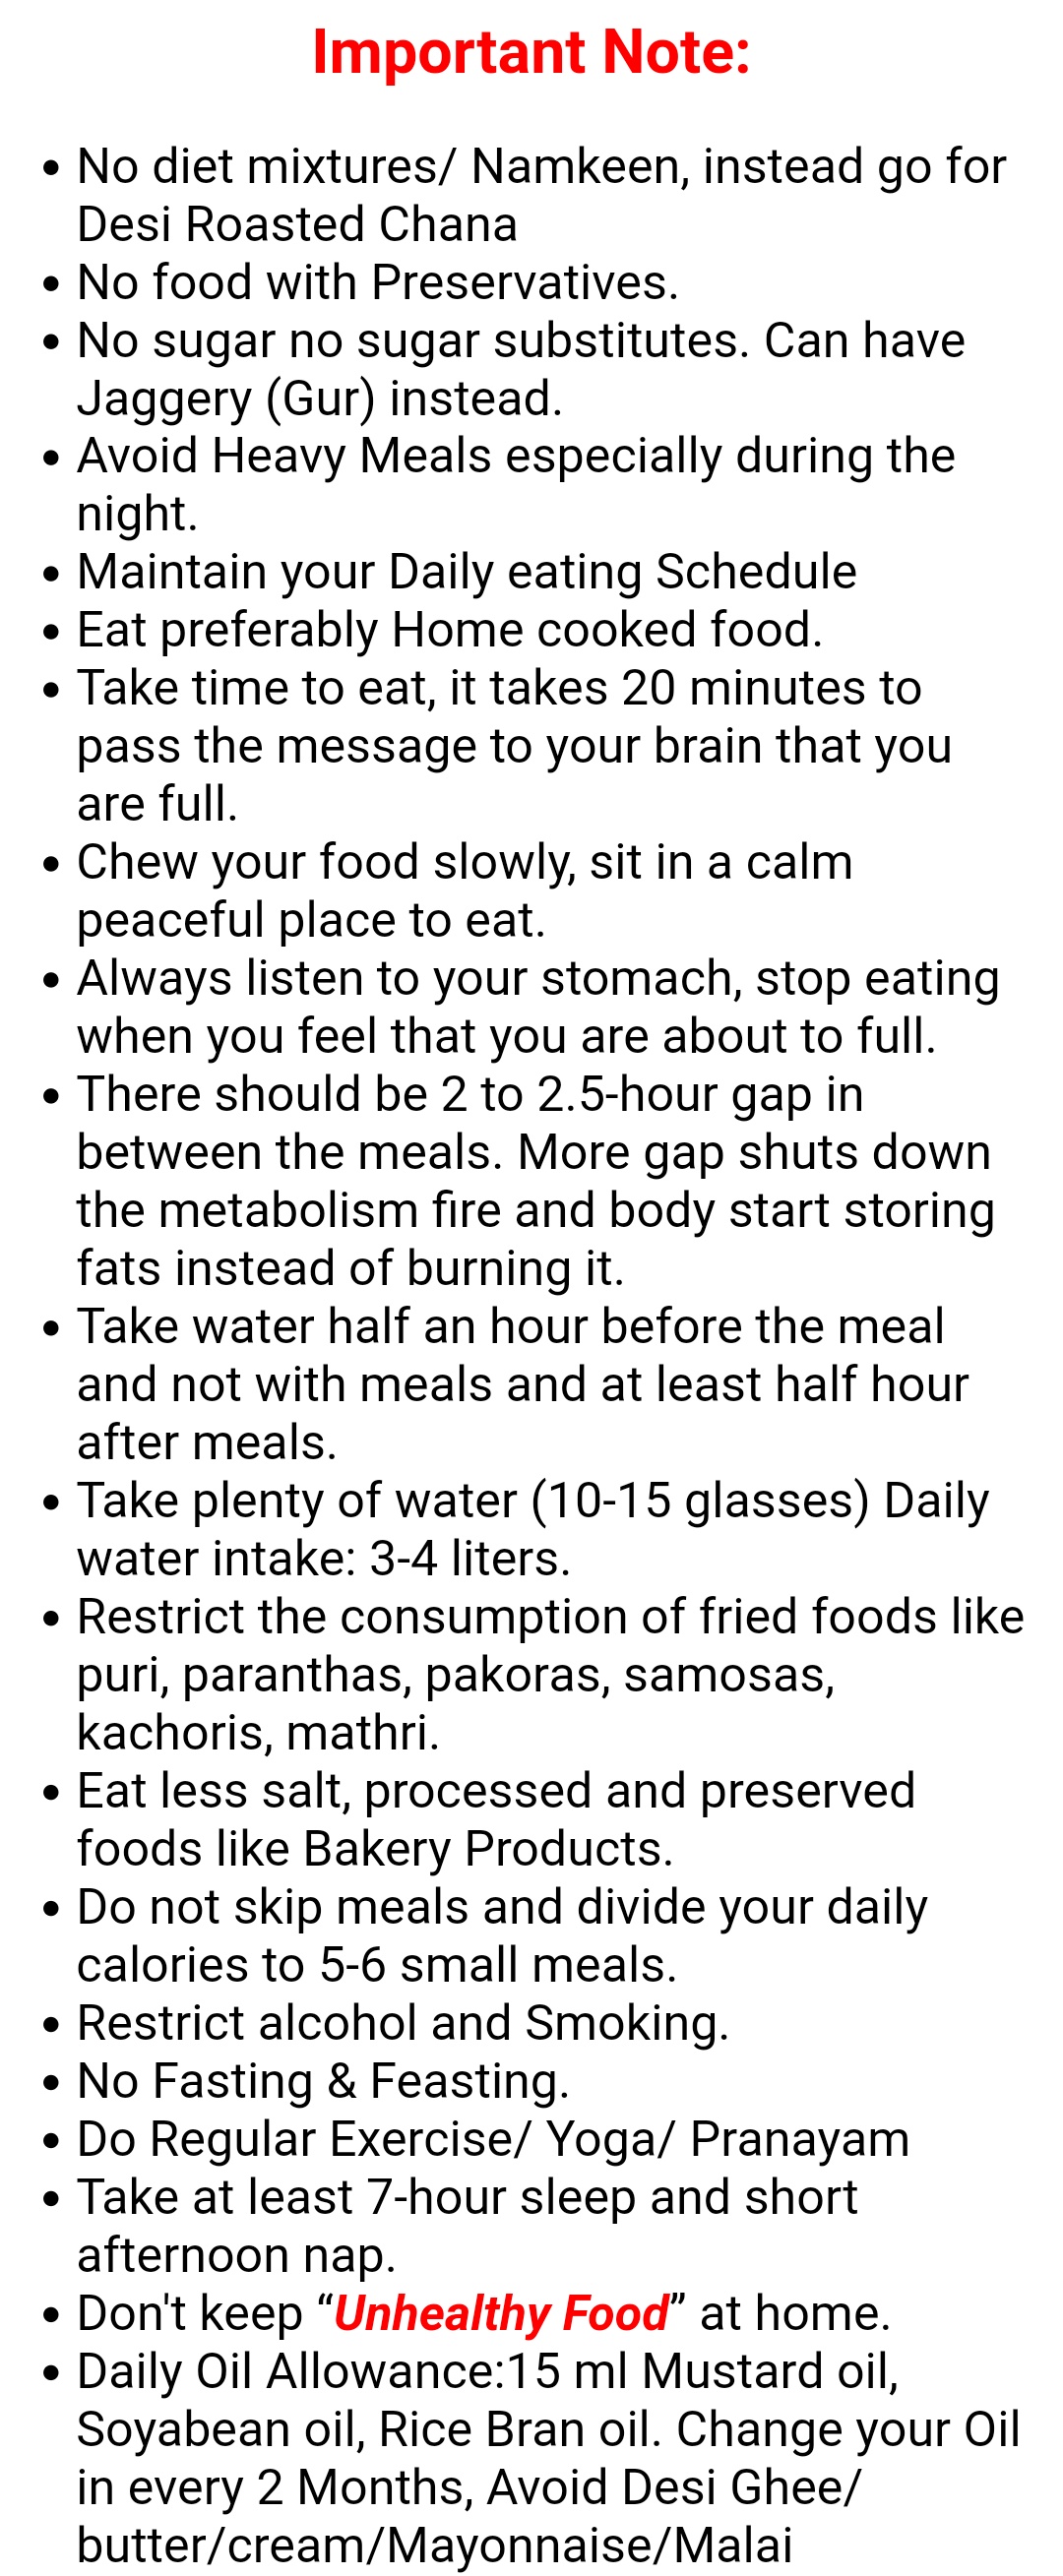 Important Note:
• No diet mixtures/ Namkeen, instead go for
Desi Roasted Chana
• No food with Preservatives.
• No sugar no sugar substitutes. Can have
Jaggery (Gur) instead.
• Avoid Heavy Meals especially during the
night.
• Maintain your Daily eating Schedule
• Eat preferably Home cooked food.
• Take time to eat, it takes 20 minutes to
pass the message to your brain that you
are full.
• Chew your food slowly, sit in a calm
peaceful place to eat.
• Always listen to your stomach, stop eating
when you feel that you are about to full.
• There should be 2 to 2.5-hour gap in
between the meals. More gap shuts down
the metabolism fire and body start storing
fats instead of burning it.
• Take water half an hour before the meal
and not with meals and at least half hour
after meals.
• Take plenty of water (10-15 glasses) Daily
water intake: 3-4 liters.
• Restrict the consumption of fried foods like
puri, paranthas, pakoras, samosas,
kachoris, mathri.
• Eat less salt, processed and preserved
foods like Bakery Products.
• Do not skip meals and divide your daily
calories to 5-6 small meals.
• Restrict alcohol and Smoking.
• No Fasting & Feasting.
• Do Regular Exercise/ Yoga/ Pranayam
• Take at least 7-hour sleep and short
afternoon nap.
• Don't keep “Unhealthy Food” at home.
• Daily Oil Allowance:15 ml Mustard oil,
Soyabean oil, Rice Bran oil. Change your Oil
in every 2 Months, Avoid Desi Ghee/
butter/cream/Mayonnaise/Malai